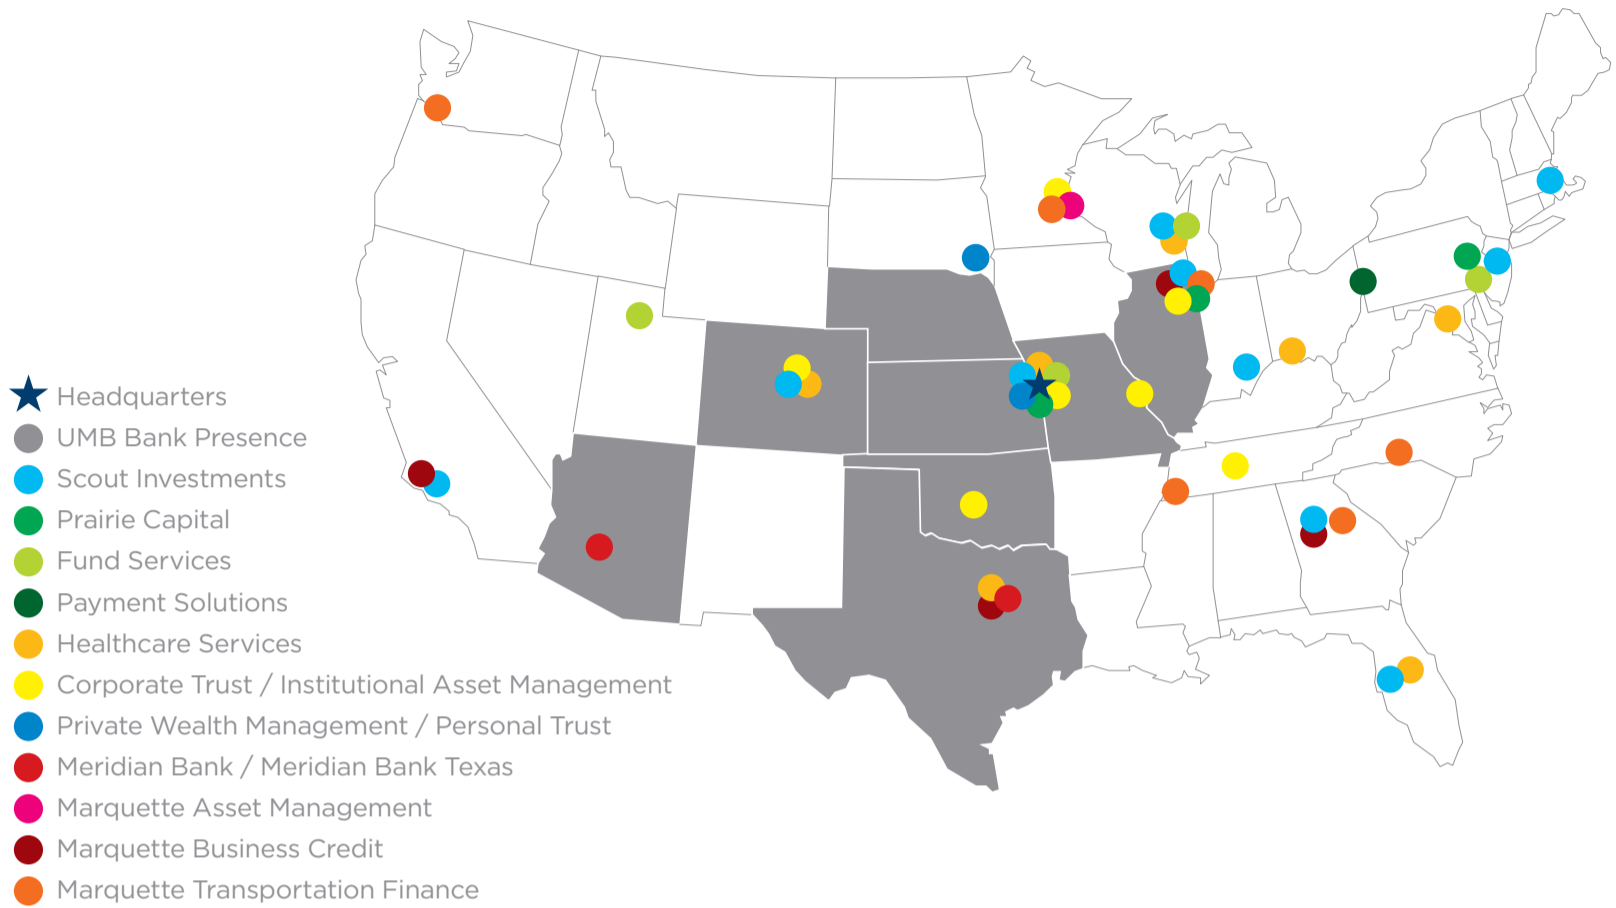 Headquarters
UMB Bank Presence
Scout Investments
Prairie Capital
Fund Services
Payment Solutions
Healthcare Services
Corporate Trust / Institutional Asset Management
Private Wealth Management / Personal Trust
Meridian Bank / Meridian Bank Texas
Marquette Asset Management
Marquette Business Credit
Marquette Transportation Finance